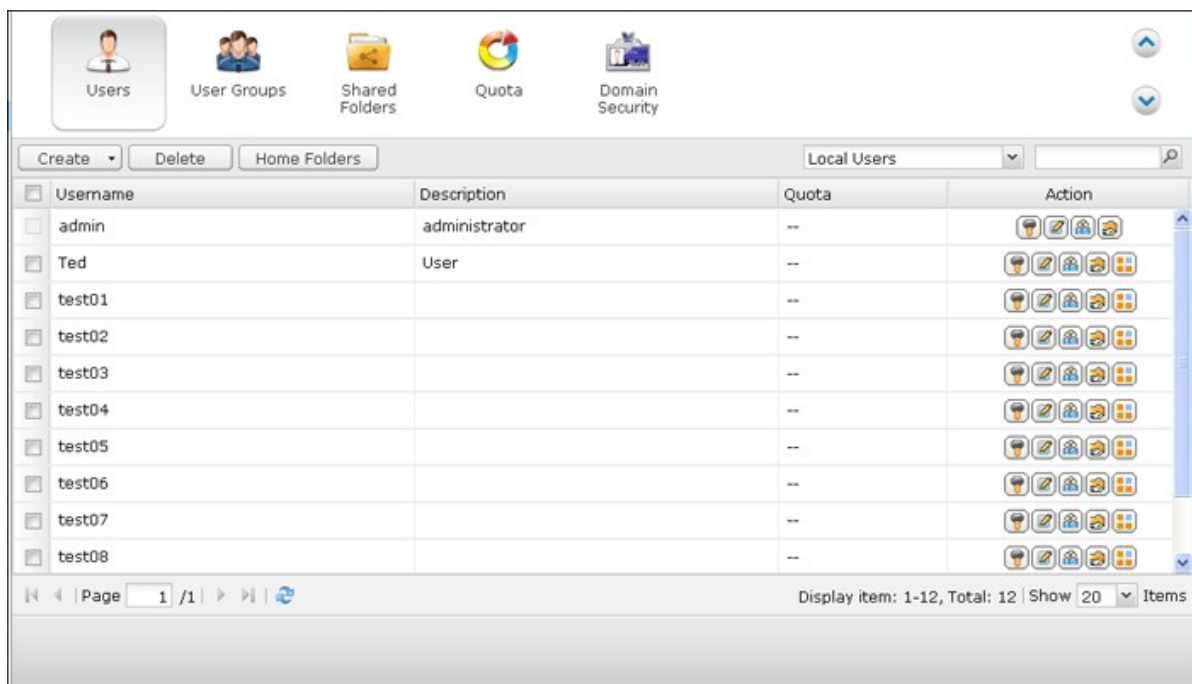 Users
User Groups
Shared
Folders
Quota
Domain
Security
Create
Delete
Home Folders
Local Users
Username Description Quota Action
admin administrator --
Ted User --
test01 --
test02 --
test03 --
test04 --
test05 --
test06 --
test07 --
test08 --
Page 1 /1 Display item: 1-12, Total: 12 Show 20 Items